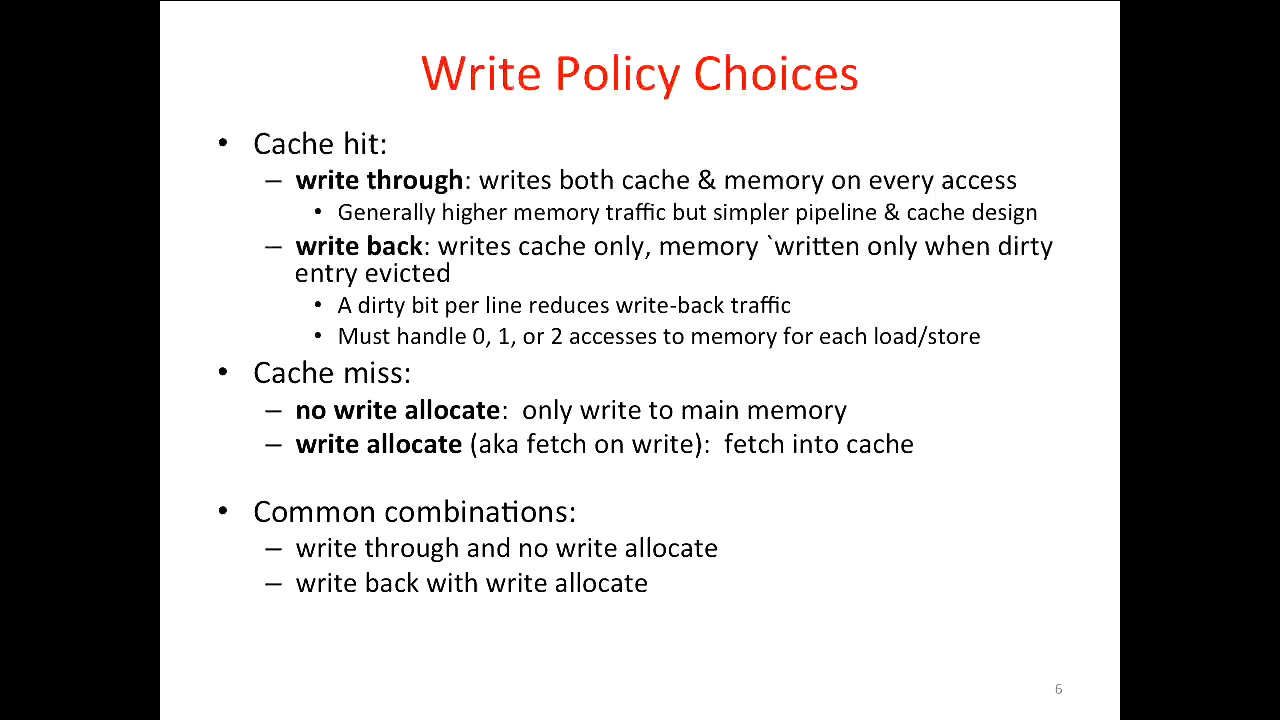 Write Policy Choices
• Cache hit:
– write through: writes both cache & memory on every access
• Generally higher memory traffic but simpler pipeline & cache design
– write back: writes cache only, memory `written only when dirty
entry evicted
• A dirty bit per line reduces write-back traffic
• Must handle 0, 1, or 2 accesses to memory for each load/store
• Cache miss:
– no write allocate: only write to main memory
– write allocate (aka fetch on write): fetch into cache
• Common combinations:
– write through and no write allocate
– write back with write allocate
6